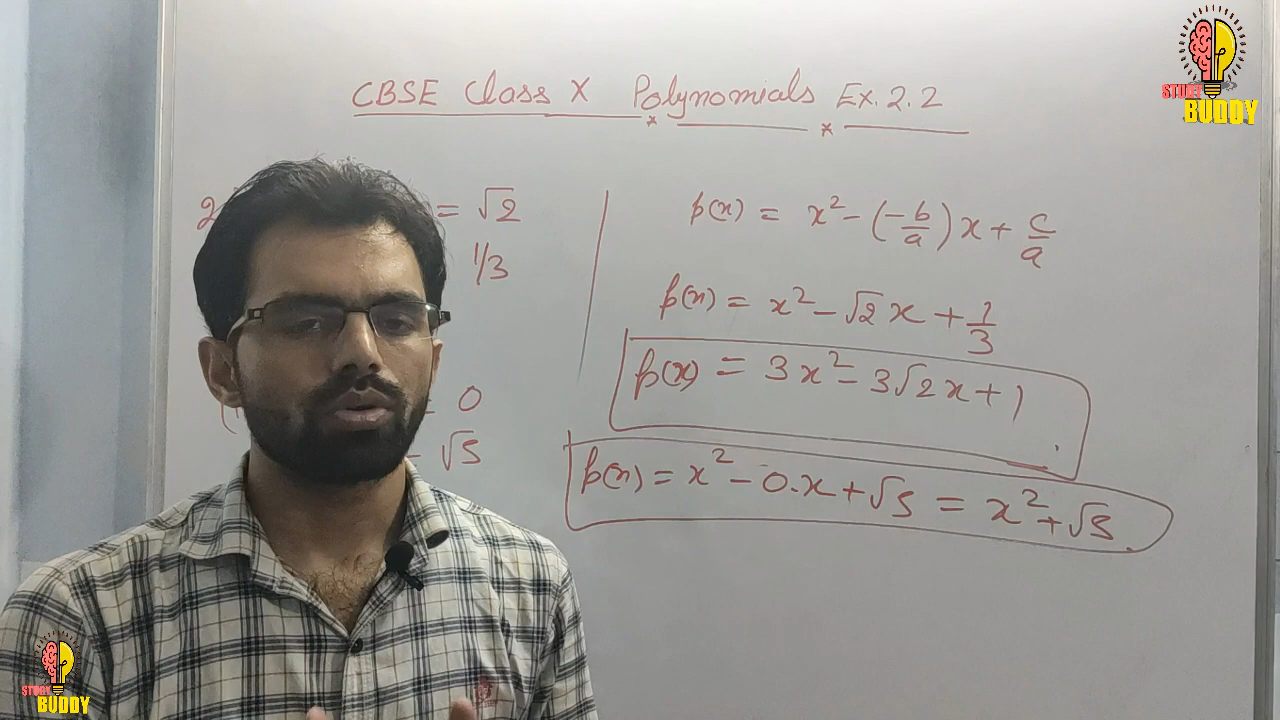 CBSE Class X Polynomials Ex. 2.2
2
= √2
1/3
= 0
- √5
p(x) = x² - (-b/a) x + c/a
p(x) = x² - √2 x + 1/3
p(x) = 3x² - 3√2x + 1
p(x) = x² - 0.x + √5 = x² + √5
STUDY
BUDDY
STUDY
BUDDY